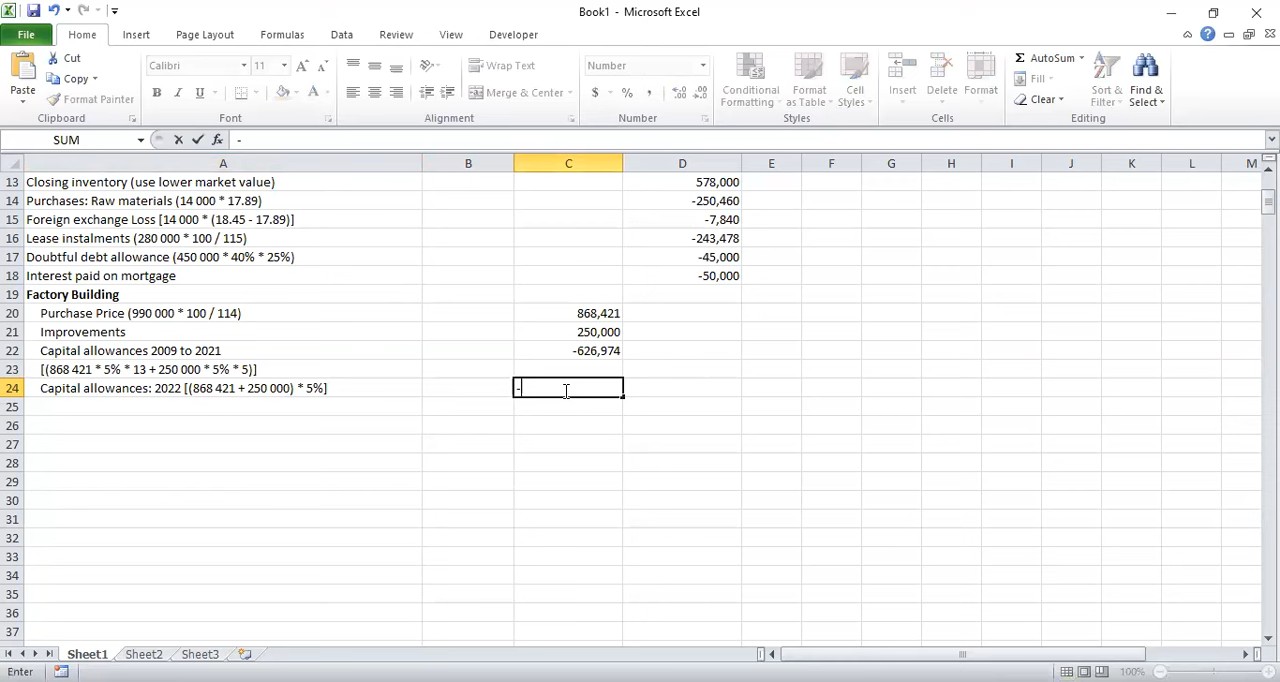 Book1 - Microsoft Excel
File Home Insert Page Layout Formulas Data Review View Developer
Paste Cut Copy Format Painter Clipboard
Calibri 11 B I U A Font
Wrap Text Merge & Center Alignment
Number $ % , Number
Conditional Formatting Format as Table Cell Styles Styles
Insert Delete Format Cells
Σ AutoSum Fill Clear Sort & Filter Find & Select Editing
SUM fx -
A B C D E F G H I J K L M
13 Closing inventory (use lower market value) 578,000
14 Purchases: Raw materials (14 000 * 17.89) -250,460
15 Foreign exchange Loss [14 000 * (18.45 - 17.89)] -7,840
16 Lease instalments (280 000 * 100 / 115) -243,478
17 Doubtful debt allowance (450 000 * 40% * 25%) -45,000
18 Interest paid on mortgage -50,000
19 Factory Building
20 Purchase Price (990 000 * 100 / 114) 868,421
21 Improvements 250,000
22 Capital allowances 2009 to 2021 -626,974
23 [(868 421 * 5% * 13 + 250 000 * 5% * 5)]
24 Capital allowances: 2022 [(868 421 + 250 000) * 5%] -
25
26
27
28
29
30
31
32
33
34
35
36
37
Sheet1 Sheet2 Sheet3
Enter 100%